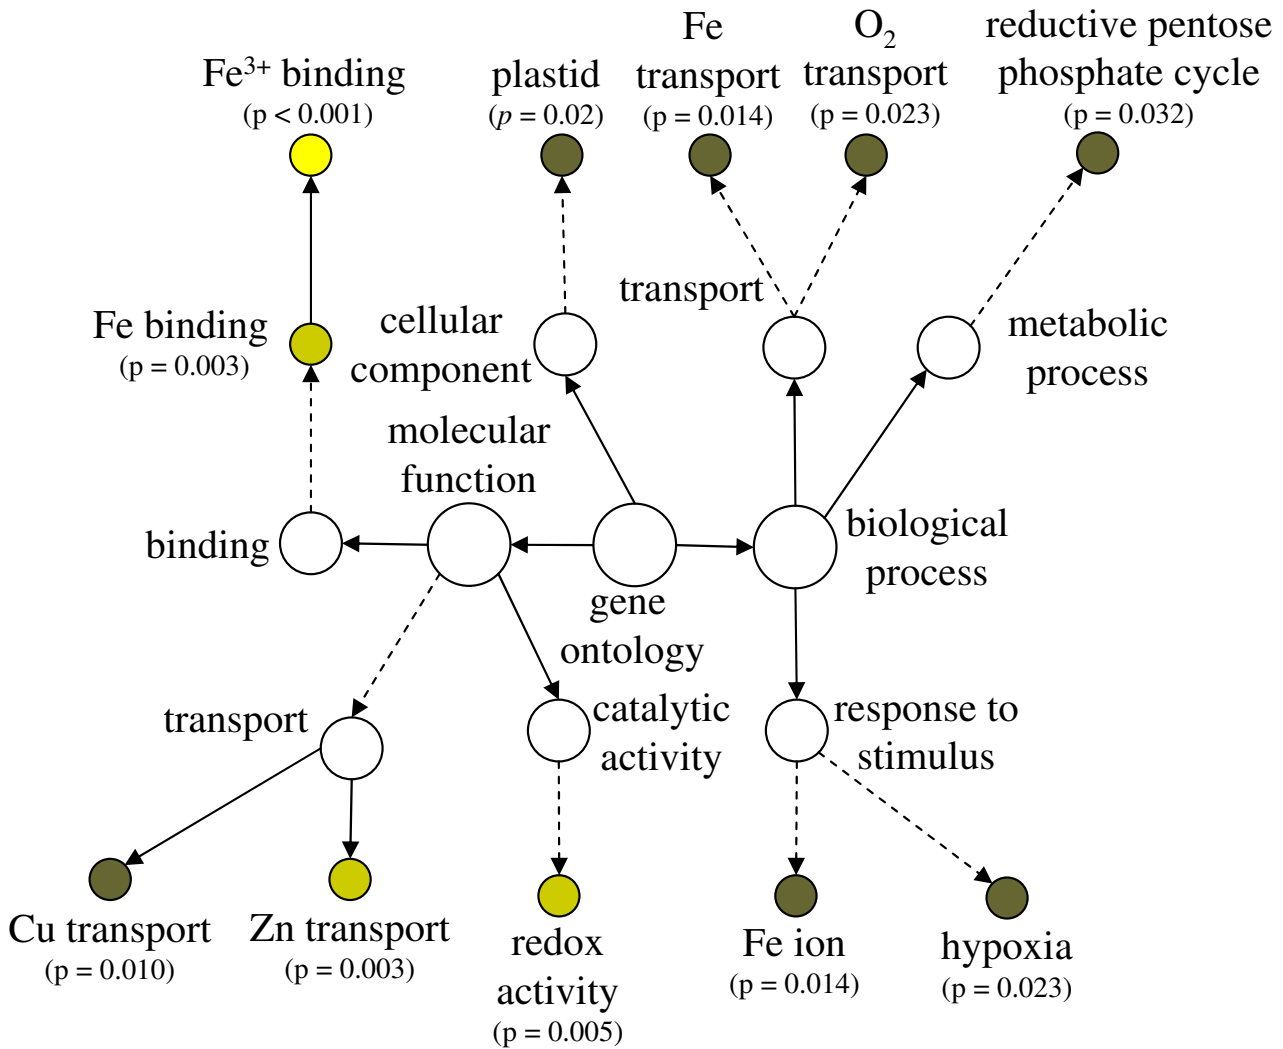 Fe³⁺ binding
(p < 0.001)
plastid
(p = 0.02)
Fe
transport
(p = 0.014)
O₂
transport
(p = 0.023)
reductive pentose
phosphate cycle
(p = 0.032)
Fe binding
(p = 0.003)
cellular
component
transport
metabolic
process
molecular
function
binding
gene
ontology
biological
process
transport
catalytic
activity
response to
stimulus
Cu transport
(p = 0.010)
Zn transport
(p = 0.003)
redox
activity
(p = 0.005)
Fe ion
(p = 0.014)
hypoxia
(p = 0.023)